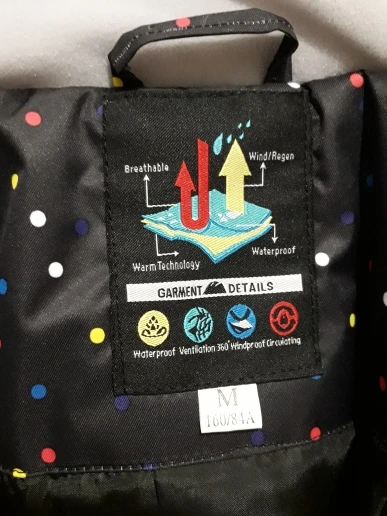 Breathable
Wind/Regen
Warm Technology
Waterproof
GARMENT DETAILS
Waterproof Ventilation 360° Windproof Circulating
M
160/84A